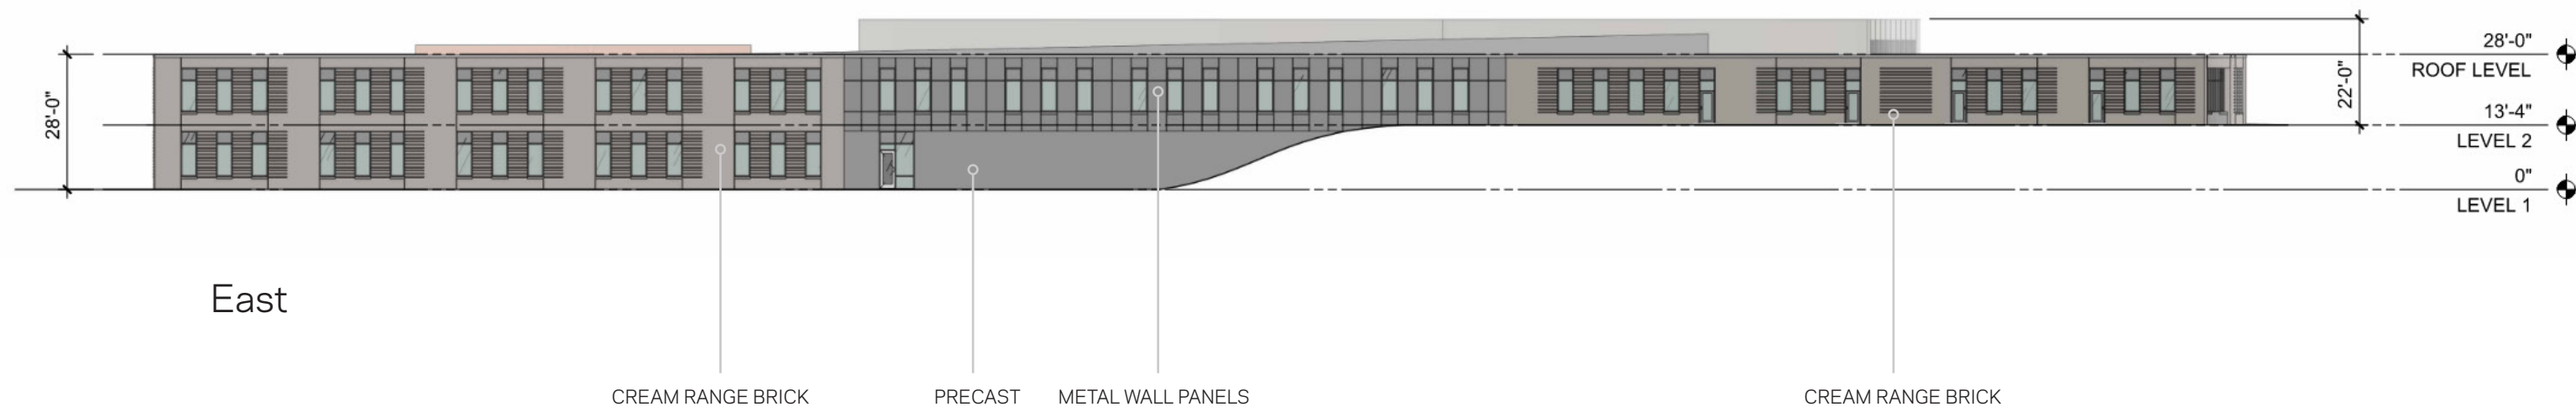 28'-0"
28'-0"
ROOF LEVEL
22'-0"
13'-4"
LEVEL 2
0"
LEVEL 1
East
CREAM RANGE BRICK
PRECAST
METAL WALL PANELS
CREAM RANGE BRICK